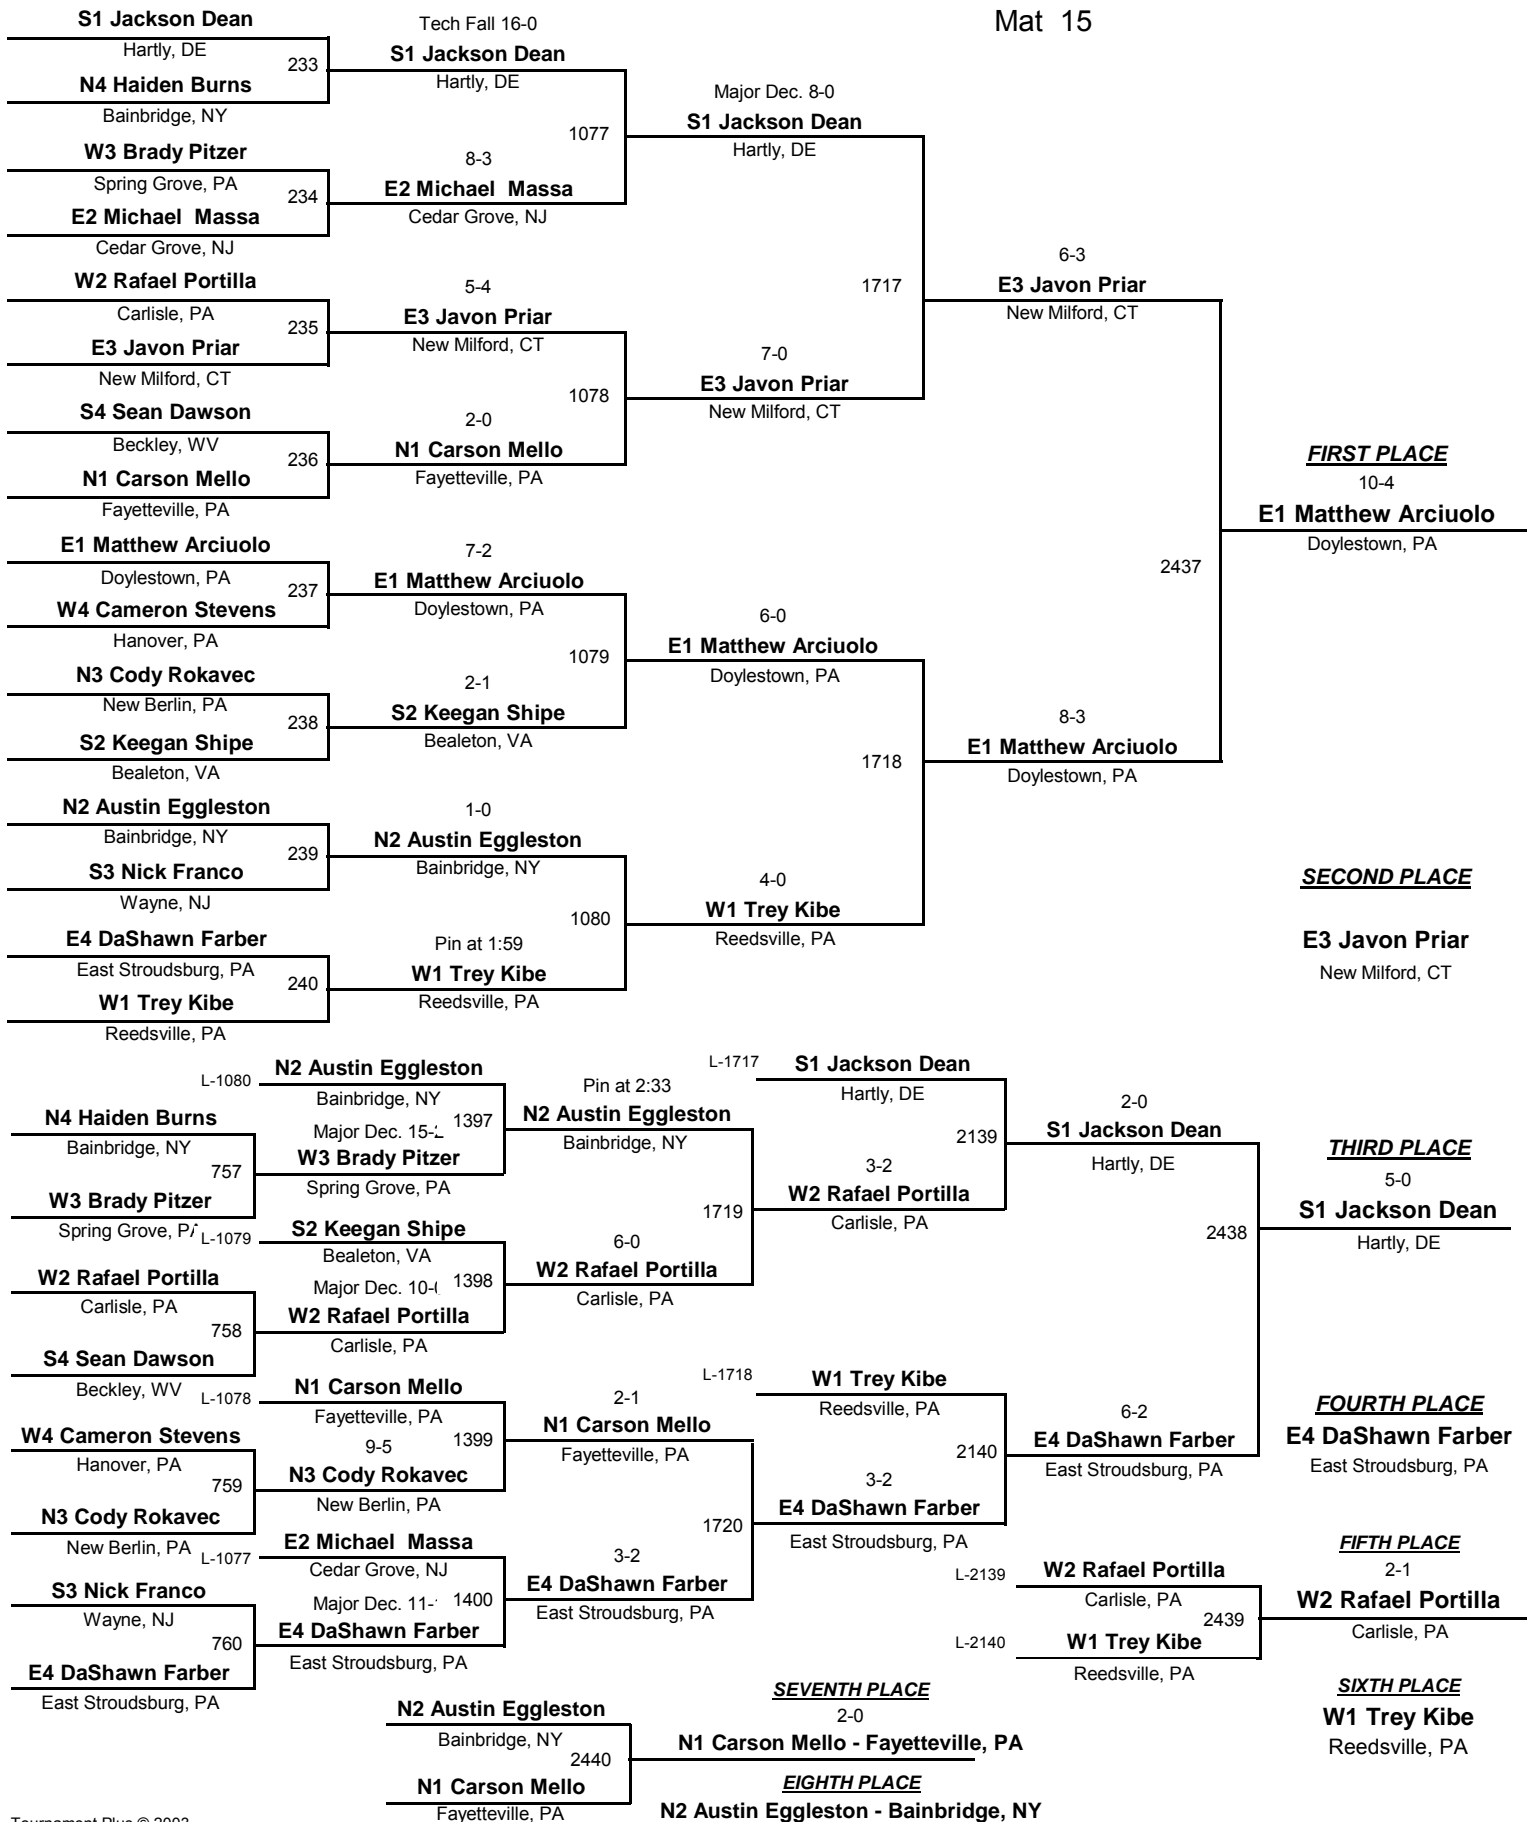 Mat 15
S1 Jackson Dean
Hartly, DE
233
N4 Haiden Burns
Bainbridge, NY
W3 Brady Pitzer
Spring Grove, PA
234
E2 Michael Massa
Cedar Grove, NJ
W2 Rafael Portilla
Carlisle, PA
235
E3 Javon Priar
New Milford, CT
S4 Sean Dawson
Beckley, WV
236
N1 Carson Mello
Fayetteville, PA
E1 Matthew Arciuolo
Doylestown, PA
237
W4 Cameron Stevens
Hanover, PA
N3 Cody Rokavec
New Berlin, PA
238
S2 Keegan Shipe
Bealeton, VA
N2 Austin Eggleston
Bainbridge, NY
239
S3 Nick Franco
Wayne, NJ
E4 DaShawn Farber
East Stroudsburg, PA
240
W1 Trey Kibe
Reedsville, PA
Tech Fall 16-0
S1 Jackson Dean
Hartly, DE
1077
8-3
E2 Michael Massa
Cedar Grove, NJ
5-4
E3 Javon Priar
New Milford, CT
1078
2-0
N1 Carson Mello
Fayetteville, PA
7-2
E1 Matthew Arciuolo
Doylestown, PA
1079
2-1
S2 Keegan Shipe
Bealeton, VA
1-0
N2 Austin Eggleston
Bainbridge, NY
1080
Pin at 1:59
W1 Trey Kibe
Reedsville, PA
Major Dec. 8-0
S1 Jackson Dean
Hartly, DE
1717
7-0
E3 Javon Priar
New Milford, CT
6-0
E1 Matthew Arciuolo
Doylestown, PA
1718
4-0
W1 Trey Kibe
Reedsville, PA
6-3
E3 Javon Priar
New Milford, CT
2437
8-3
E1 Matthew Arciuolo
Doylestown, PA
FIRST PLACE
10-4
E1 Matthew Arciuolo
Doylestown, PA
SECOND PLACE
E3 Javon Priar
New Milford, CT
N4 Haiden Burns
Bainbridge, NY
757
W3 Brady Pitzer
Spring Grove, PA
W2 Rafael Portilla
Carlisle, PA
758
S4 Sean Dawson
Beckley, WV
W4 Cameron Stevens
Hanover, PA
759
N3 Cody Rokavec
New Berlin, PA
S3 Nick Franco
Wayne, NJ
760
E4 DaShawn Farber
East Stroudsburg, PA
L-1080
N2 Austin Eggleston
Bainbridge, NY
1397
Major Dec. 15-2
W3 Brady Pitzer
Spring Grove, PA
L-1079
S2 Keegan Shipe
Bealeton, VA
1398
Major Dec. 10-
W2 Rafael Portilla
Carlisle, PA
L-1078
N1 Carson Mello
Fayetteville, PA
1399
9-5
N3 Cody Rokavec
New Berlin, PA
L-1077
E2 Michael Massa
Cedar Grove, NJ
1400
Major Dec. 11-
E4 DaShawn Farber
East Stroudsburg, PA
Pin at 2:33
N2 Austin Eggleston
Bainbridge, NY
1719
6-0
W2 Rafael Portilla
Carlisle, PA
2-1
N1 Carson Mello
Fayetteville, PA
1720
3-2
E4 DaShawn Farber
East Stroudsburg, PA
L-1717
S1 Jackson Dean
Hartly, DE
2139
3-2
W2 Rafael Portilla
Carlisle, PA
L-1718
W1 Trey Kibe
Reedsville, PA
2140
3-2
E4 DaShawn Farber
East Stroudsburg, PA
2-0
S1 Jackson Dean
Hartly, DE
2438
6-2
E4 DaShawn Farber
East Stroudsburg, PA
THIRD PLACE
5-0
S1 Jackson Dean
Hartly, DE
FOURTH PLACE
E4 DaShawn Farber
East Stroudsburg, PA
L-2139
W2 Rafael Portilla
Carlisle, PA
2439
L-2140
W1 Trey Kibe
Reedsville, PA
FIFTH PLACE
2-1
W2 Rafael Portilla
Carlisle, PA
SIXTH PLACE
W1 Trey Kibe
Reedsville, PA
N2 Austin Eggleston
Bainbridge, NY
2440
N1 Carson Mello
Fayetteville, PA
SEVENTH PLACE
2-0
N1 Carson Mello - Fayetteville, PA
EIGHTH PLACE
N2 Austin Eggleston - Bainbridge, NY
Tournament Plus © 2003